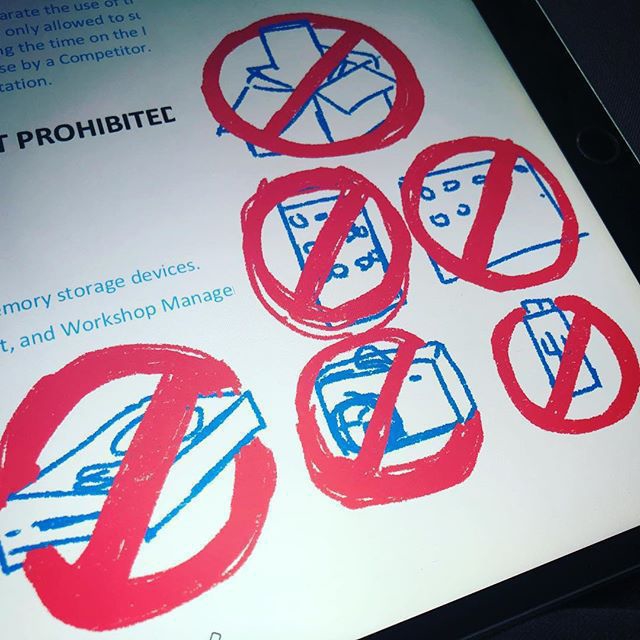 arate the use of
only allowed to
ng the time on the
se by a Competitor.
tation.
T PROHIBITED
emory storage devices.
t, and Workshop Manage
4